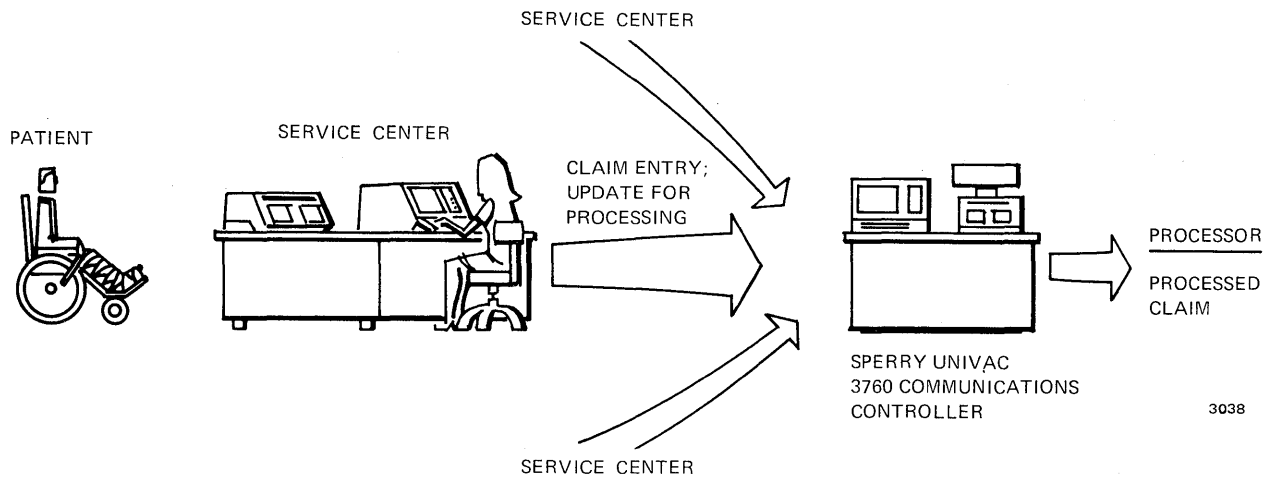 SERVICE CENTER
PATIENT
SERVICE CENTER
CLAIM ENTRY;
UPDATE FOR
PROCESSING
PROCESSOR
PROCESSED
CLAIM
SPERRY UNIVAC
3760 COMMUNICATIONS
CONTROLLER
3038
SERVICE CENTER